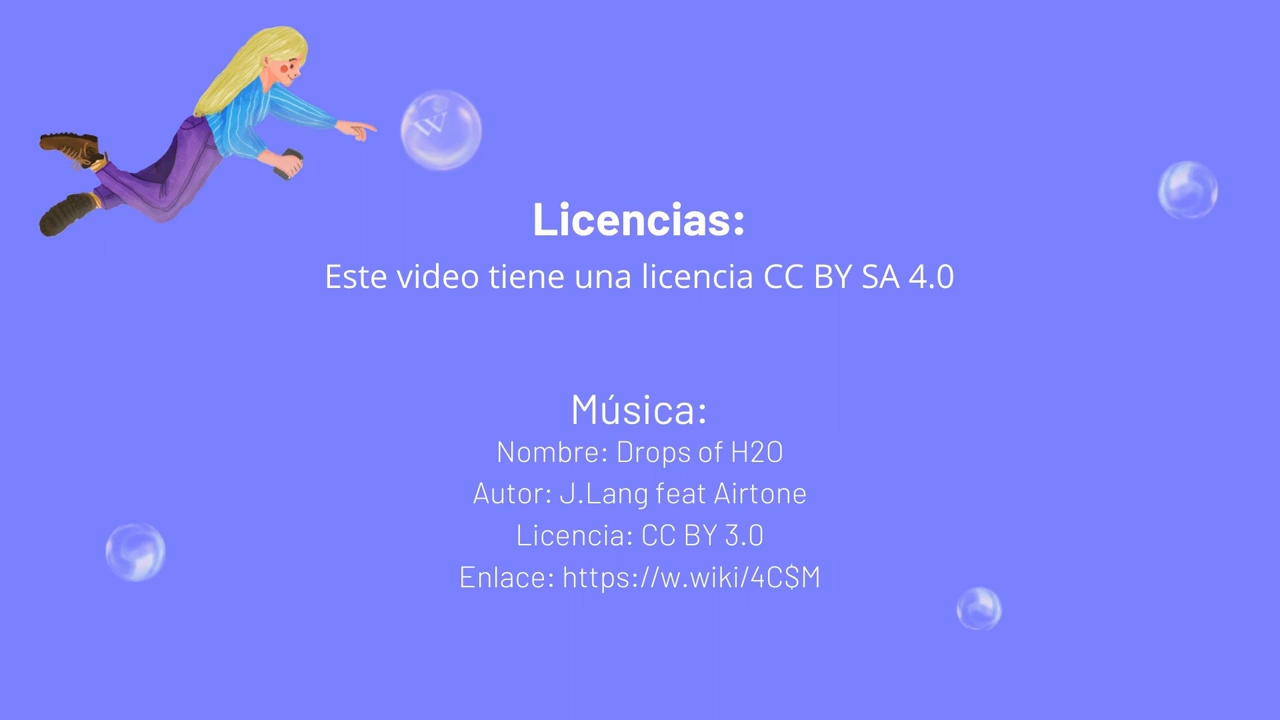 W
Licencias:
Este video tiene una licencia CC BY SA 4.0
Música:
Nombre: Drops of H2O
Autor: J.Lang feat Airtone
Licencia: CC BY 3.0
Enlace: https://w.wiki/4C$M